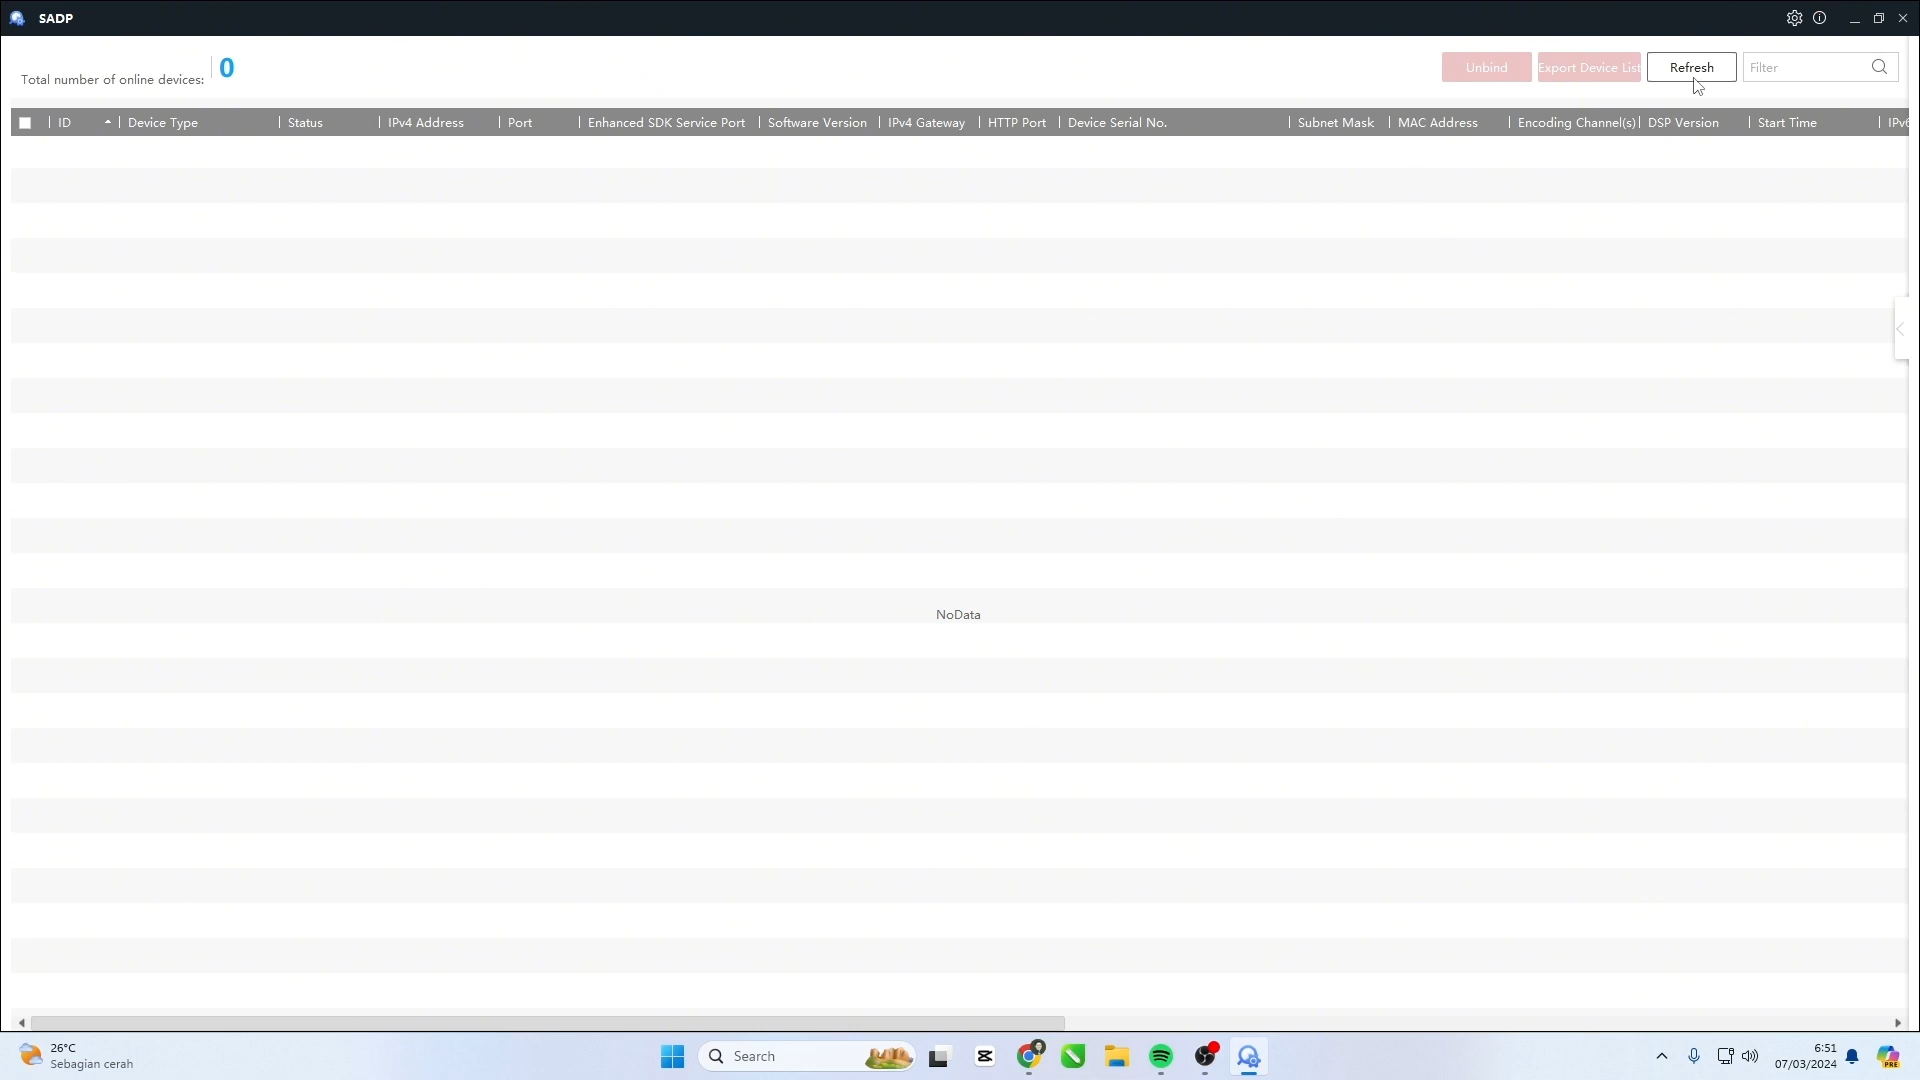 SADP
Total number of online devices: 0
Unbind Export Device List Refresh Filter
ID Device Type Status IPv4 Address Port Enhanced SDK Service Port Software Version IPv4 Gateway HTTP Port Device Serial No. Subnet Mask MAC Address Encoding Channel(s) DSP Version Start Time IPv6
NoData
26°C
Sebagian cerah
Search
PRE
6:51
07/03/2024